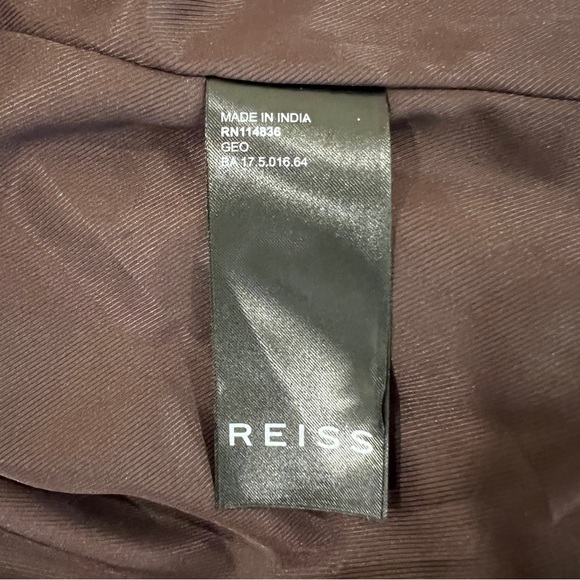 MADE IN INDIA
RN114836
GEO
BA 17.5.016.64
REISS